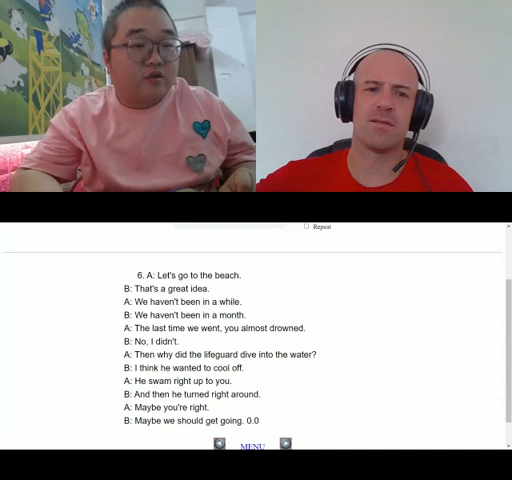 Repeat
6. A: Let's go to the beach.
B: That's a great idea.
A: We haven't been in a while.
B: We haven't been in a month.
A: The last time we went, you almost drowned.
B: No, I didn't.
A: Then why did the lifeguard dive into the water?
B: I think he wanted to cool off.
A: He swam right up to you.
B: And then he turned right around.
A: Maybe you're right.
B: Maybe we should get going. 0.0
MENU